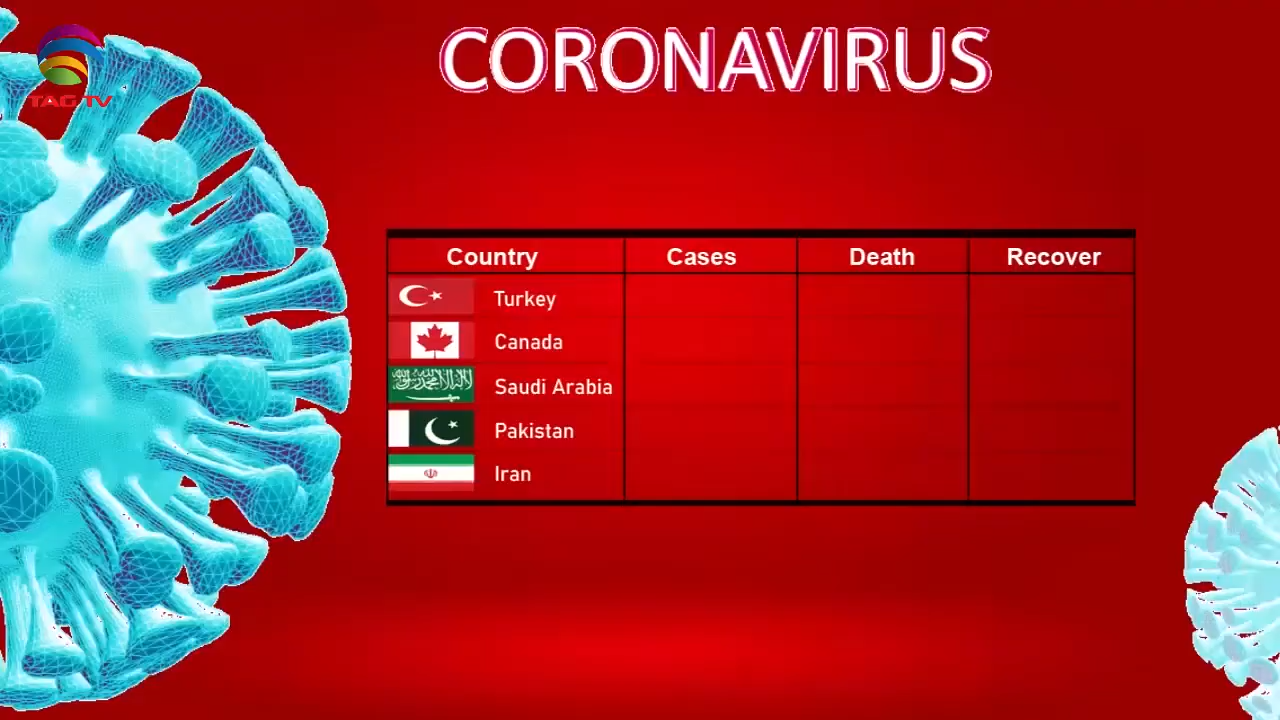 TAG TV
CORONAVIRUS
Country Cases Death Recover
Turkey
Canada
Saudi Arabia
Pakistan
Iran